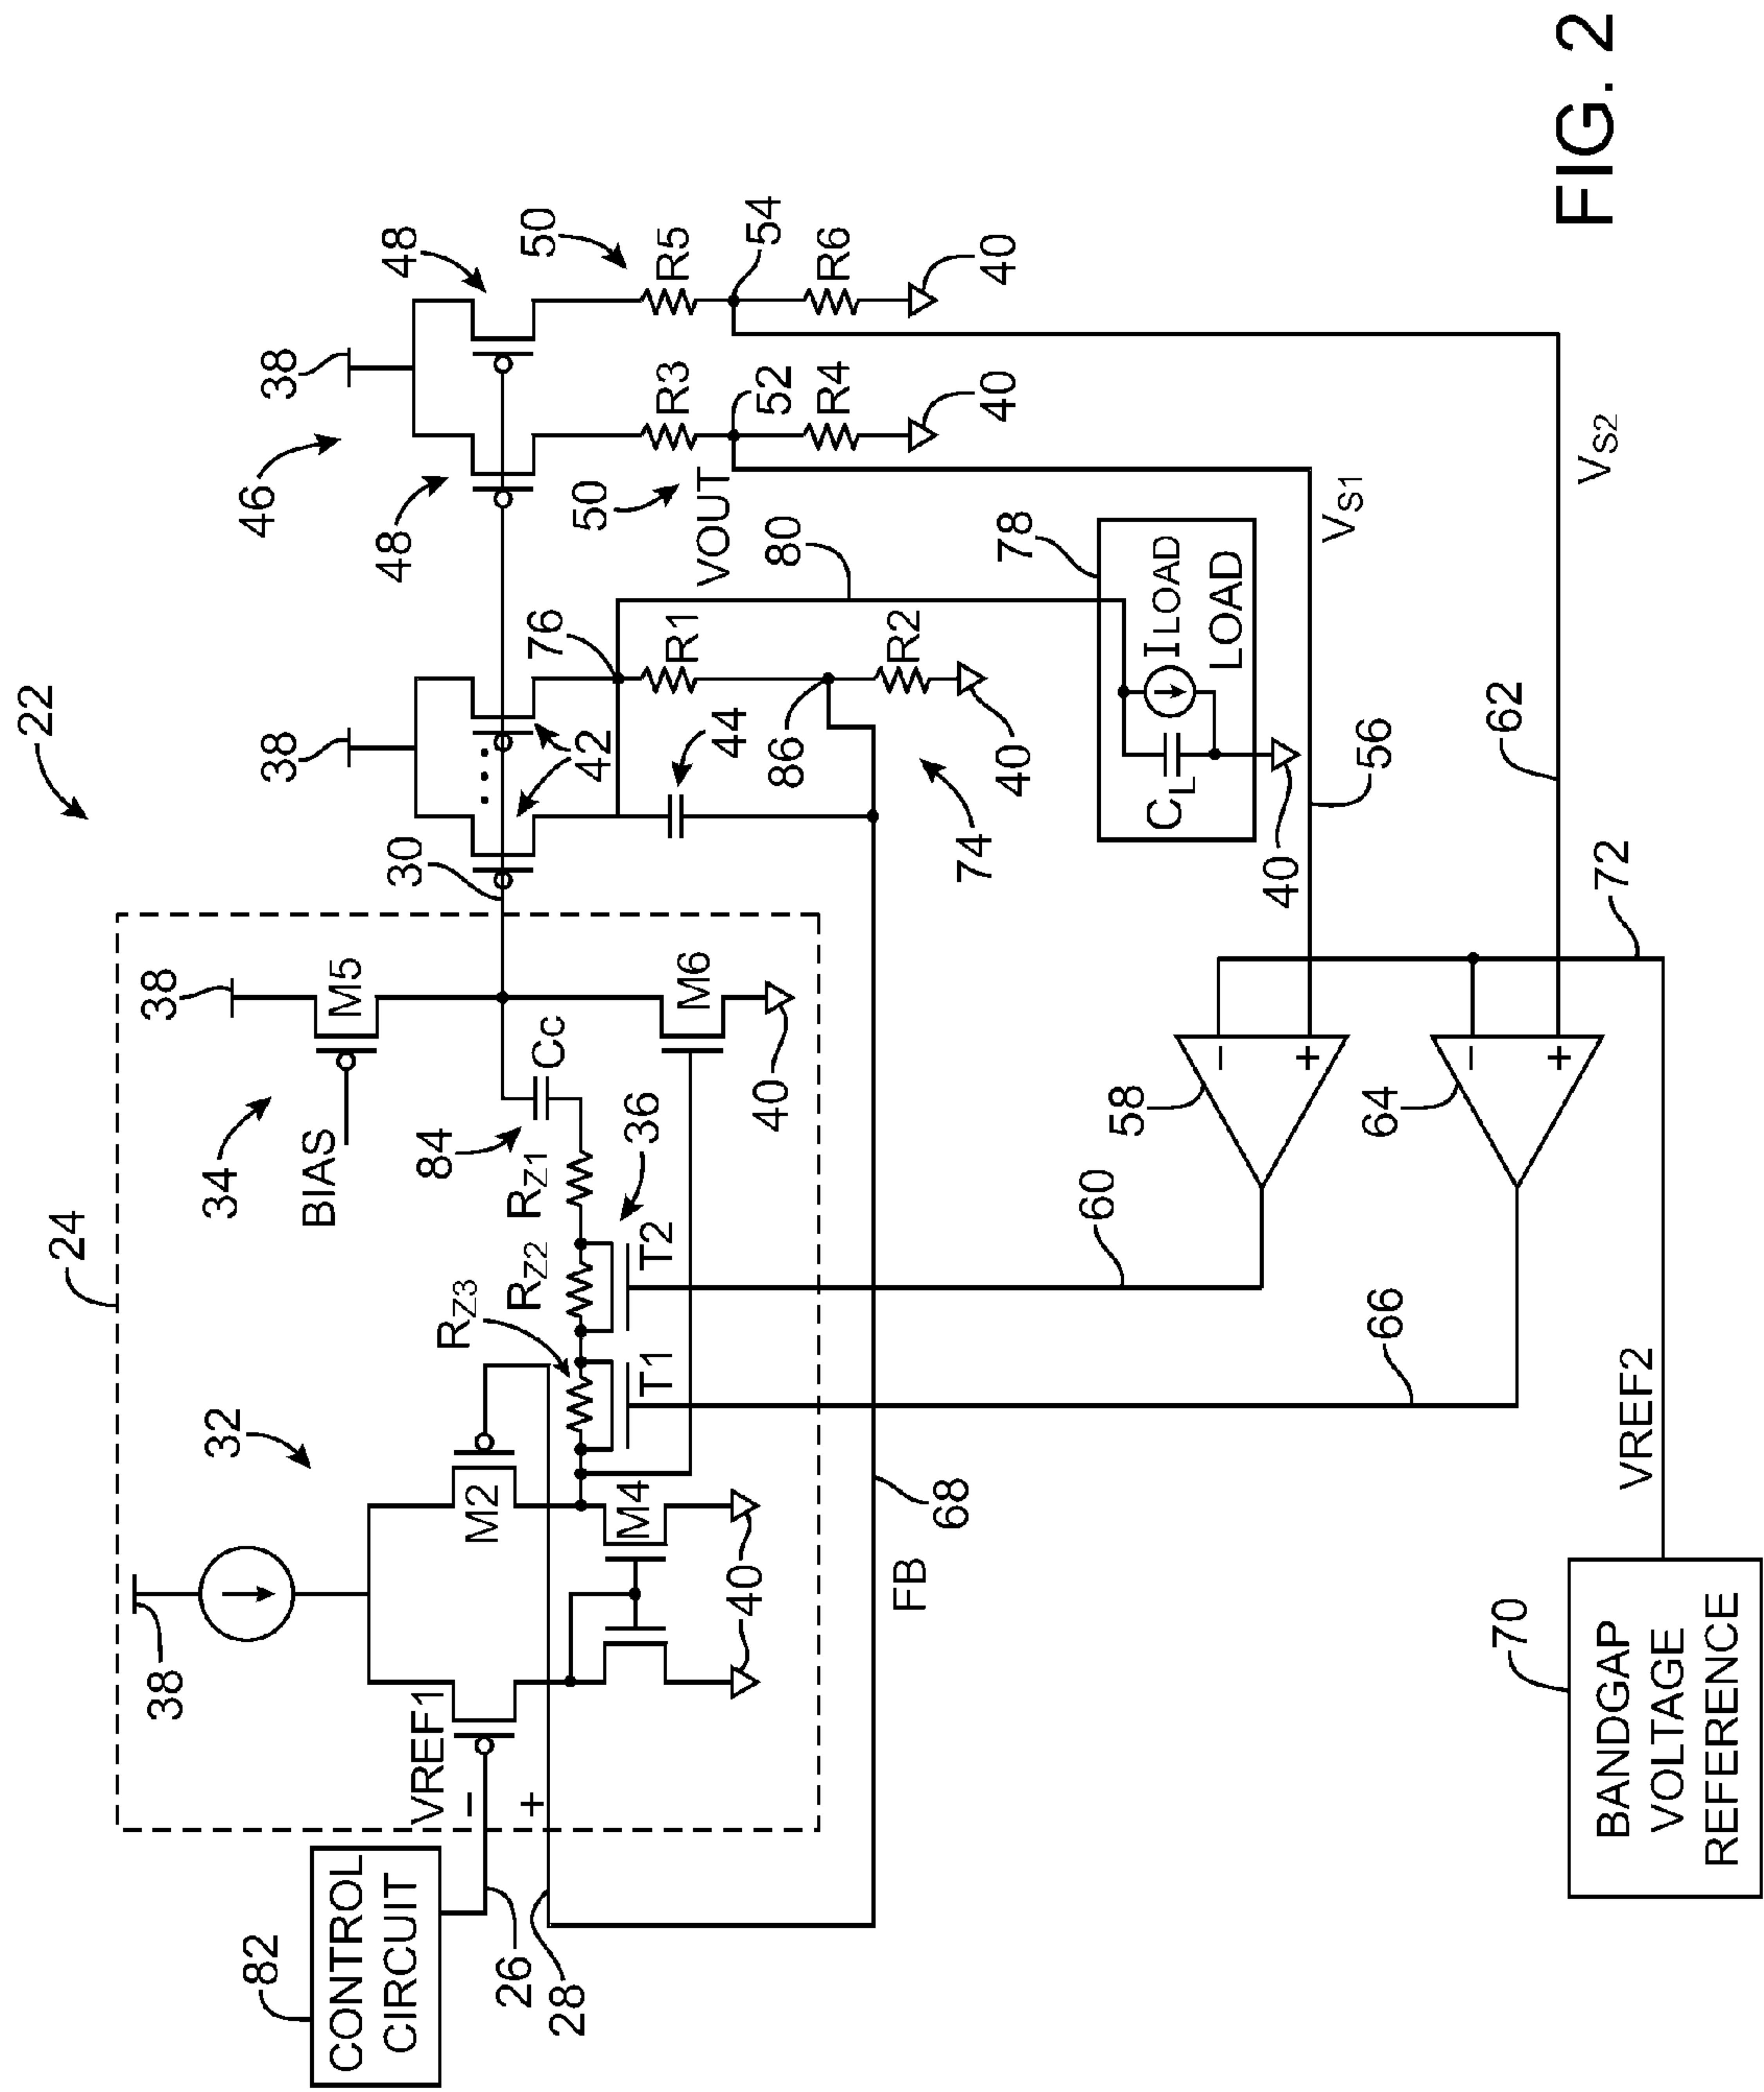 22
24
38
38
38
38
46
48
48
50
50
34
M5
BIAS
30
42
76
VOUT
R3
R5
52
54
R4
R6
40
40
32
M2
VREF1
−
+
82
CONTROL
CIRCUIT
26
28
84
Cc
RZ1
RZ2
RZ3
36
T1
T2
M4
M6
40
40
R1
44
86
R2
40
74
80
78
ILOAD
CL
LOAD
40
68
FB
60
66
58
−
+
64
−
+
56
62
72
VS1
VS2
VREF2
70
BANDGAP
VOLTAGE
REFERENCE
FIG. 2